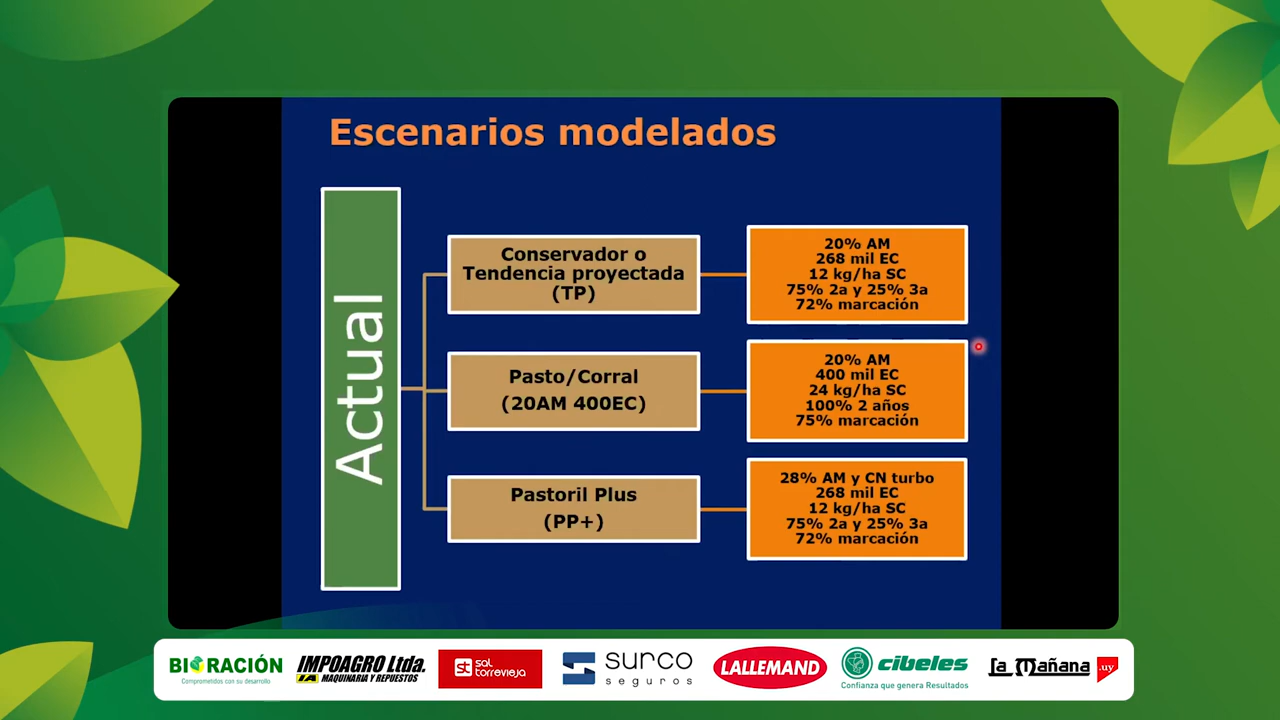 Escenarios modelados
Actual
Conservador o
Tendencia proyectada
(TP)
20% AM
268 mil EC
12 kg/ha SC
75% 2a y 25% 3a
72% marcación
Pasto/Corral
(20AM 400EC)
20% AM
400 mil EC
24 kg/ha SC
100% 2 años
75% marcación
Pastoril Plus
(PP+)
28% AM y CN turbo
268 mil EC
12 kg/ha SC
75% 2a y 25% 3a
72% marcación
BIORACIÓN
Comprometidos con su desarrollo
IMPOAGRO Ltda.
IA MAQUINARIA Y REPUESTOS
st sal
torrevieja
surco
seguros
LALLEMAND
cibeles
Confianza que genera Resultados
La Mañana .uy